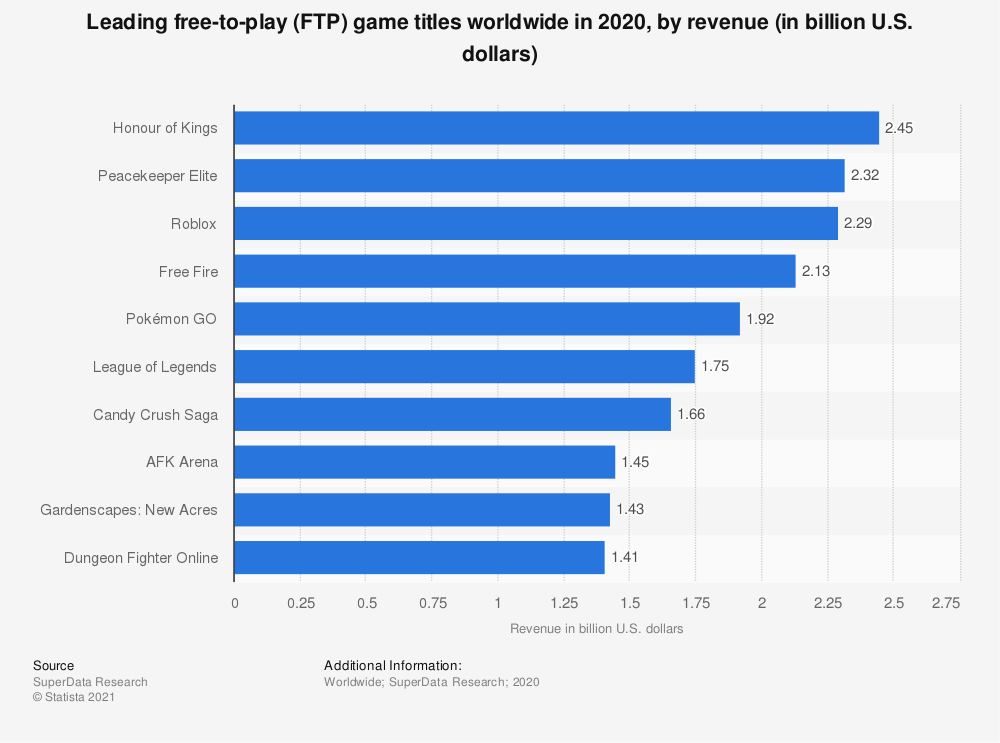 Leading free-to-play (FTP) game titles worldwide in 2020, by revenue (in billion U.S.
dollars)
Honour of Kings 2.45
Peacekeeper Elite 2.32
Roblox 2.29
Free Fire 2.13
Pokémon GO 1.92
League of Legends 1.75
Candy Crush Saga 1.66
AFK Arena 1.45
Gardenscapes: New Acres 1.43
Dungeon Fighter Online 1.41
0 0.25 0.5 0.75 1 1.25 1.5 1.75 2 2.25 2.5 2.75
Revenue in billion U.S. dollars
Source
SuperData Research
© Statista 2021
Additional Information:
Worldwide; SuperData Research; 2020